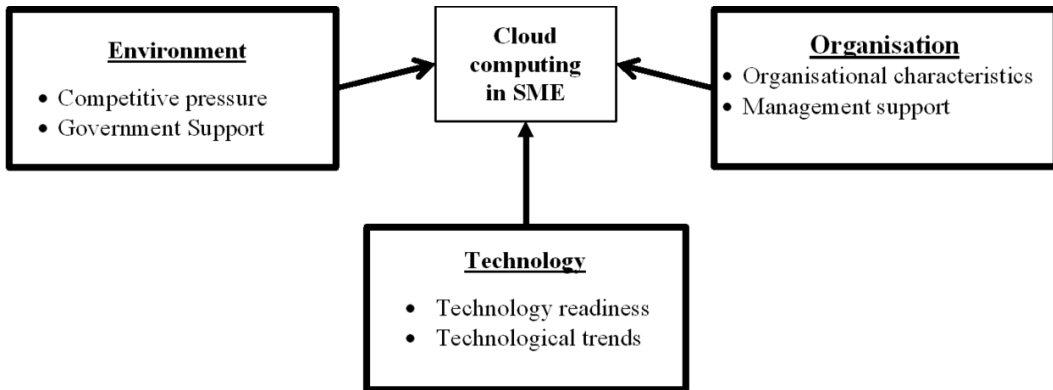 Environment
• Competitive pressure
• Government Support
Cloud
computing
in SME
Organisation
• Organisational characteristics
• Management support
Technology
• Technology readiness
• Technological trends